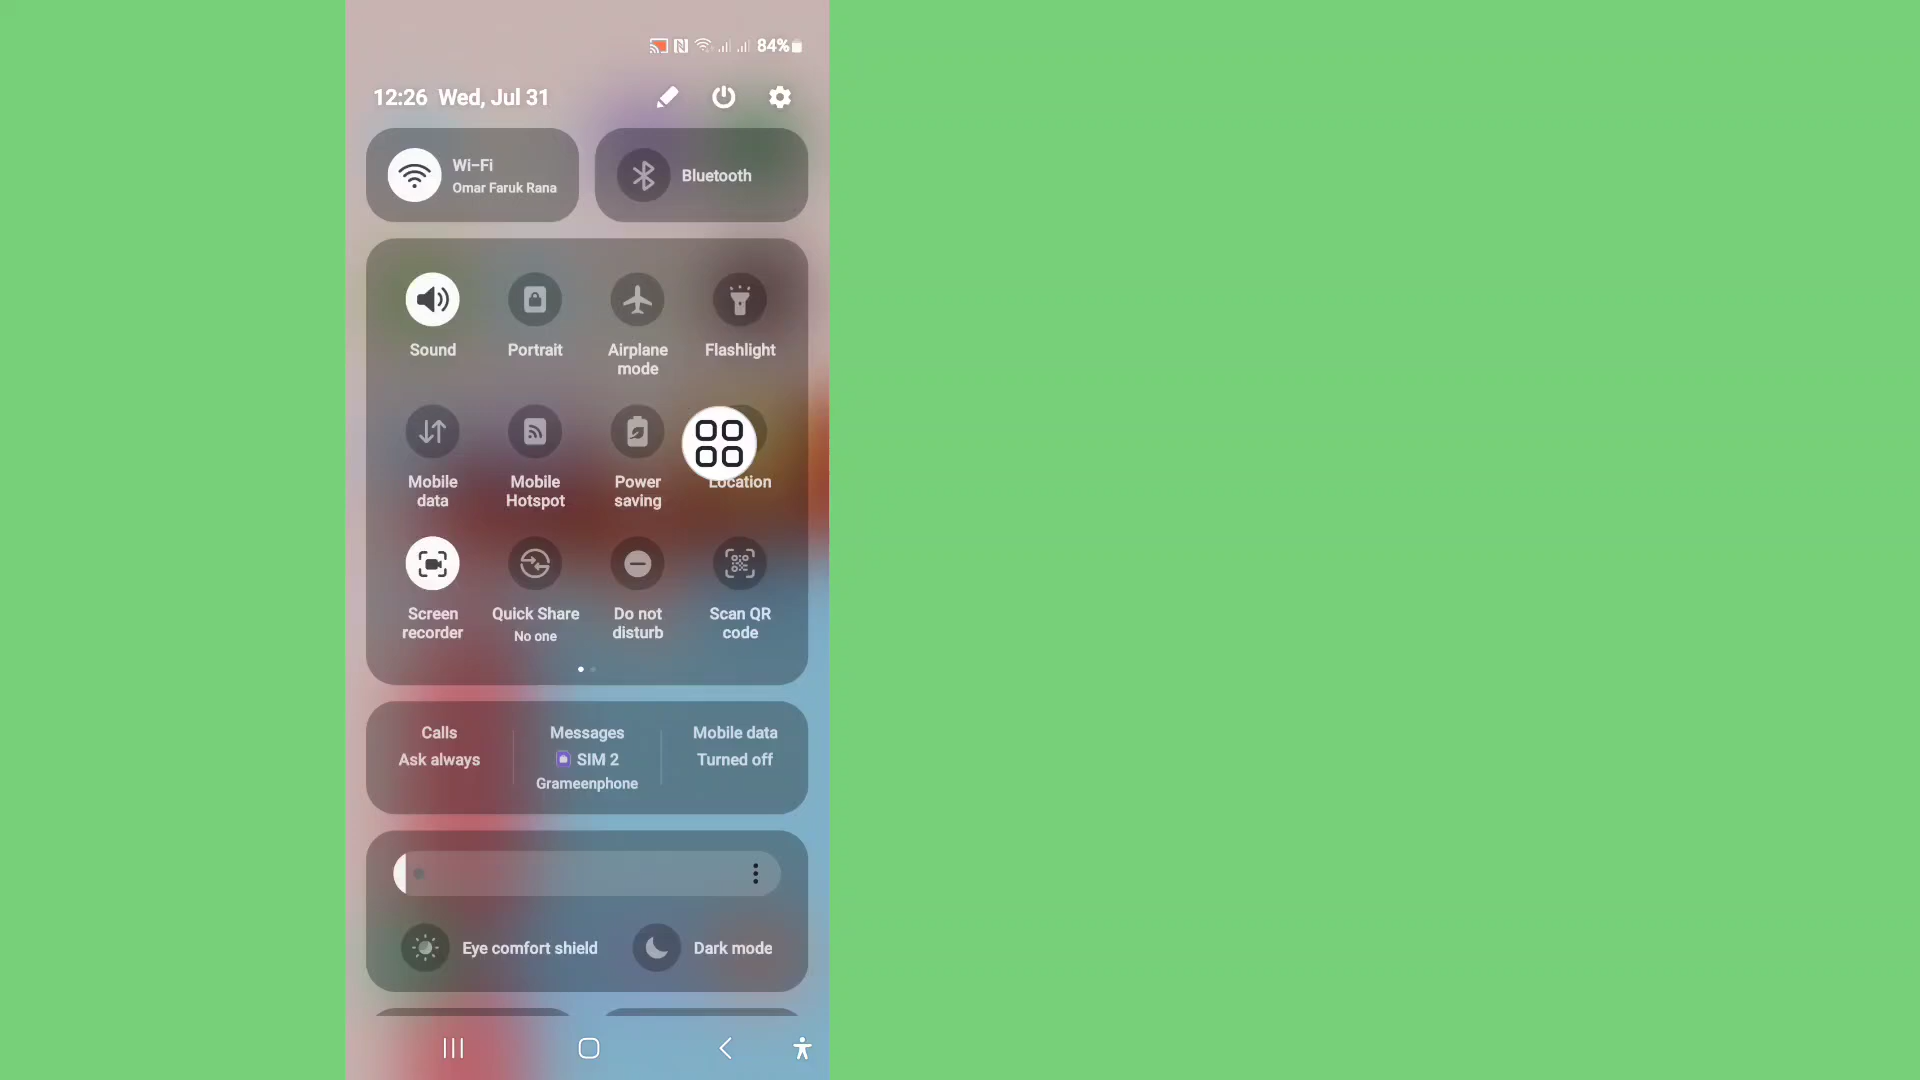 84%
12:26 Wed, Jul 31
Wi-Fi
Omar Faruk Rana
Bluetooth
Sound
Portrait
Airplane
mode
Flashlight
Mobile
data
Mobile
Hotspot
Power
saving
Location
Screen
recorder
Quick Share
No one
Do not
disturb
Scan QR
code
Calls
Ask always
Messages
SIM 2
Grameenphone
Mobile data
Turned off
Eye comfort shield
Dark mode